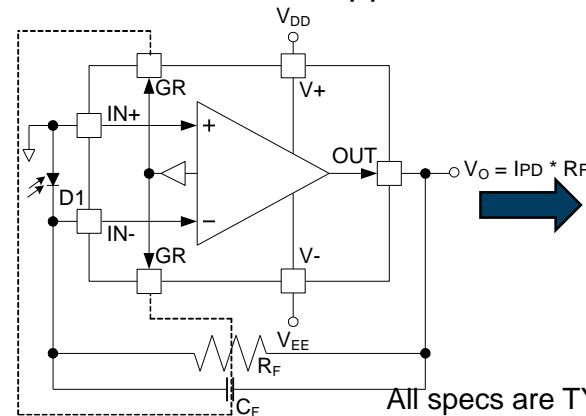 VDD
GR
V+
IN+
+
OUT
VO = IPD * RF
D1
IN-
−
GR
V-
VEE
RF
CF
All specs are TY